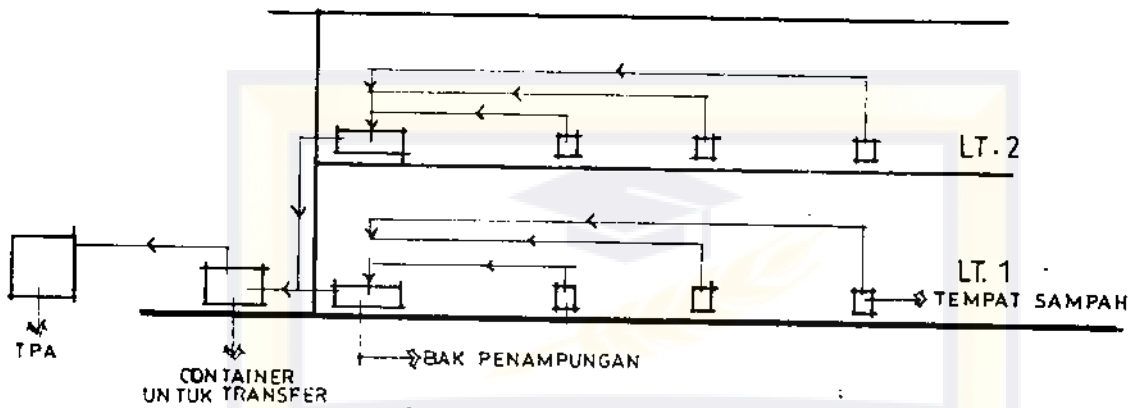 LT. 2
LT. 1
TEMPAT SAMPAH
TPA
BAK PENAMPUNGAN
CONTAINER
UNTUK TRANSFER